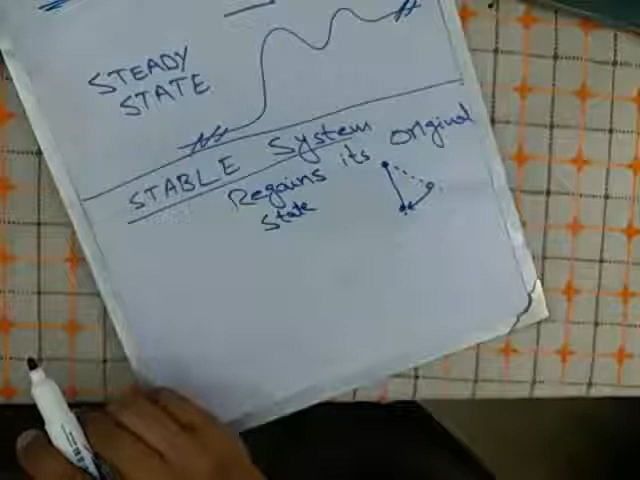 STEADY
STATE
STABLE System
Regains its original
state